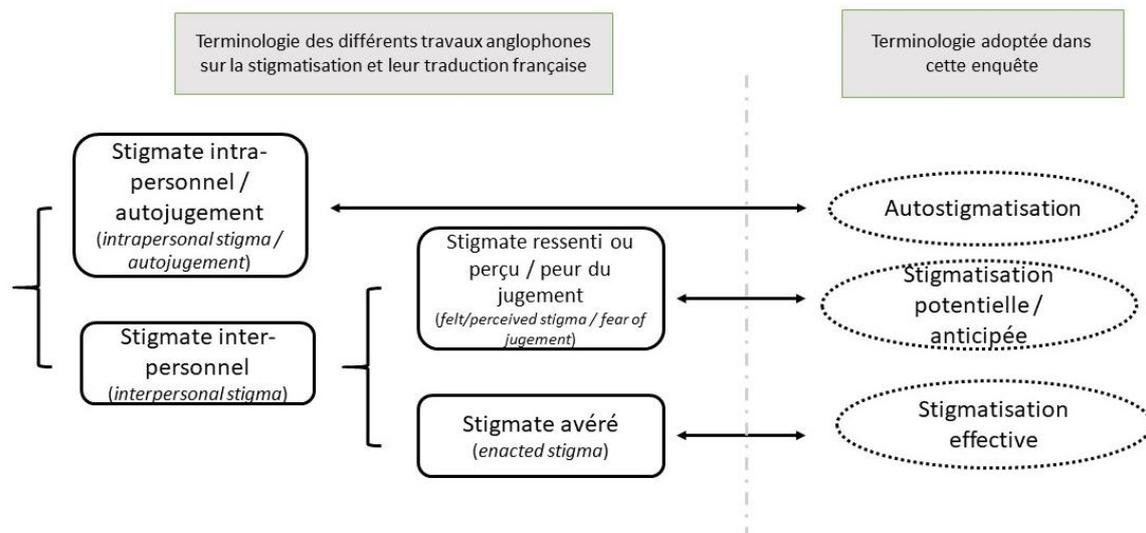 Terminologie des différents travaux anglophones
sur la stigmatisation et leur traduction française
Terminologie adoptée dans
cette enquête
Stigmate intra-
personnel /
autojugement
(intrapersonal stigma /
autojugement)
Autostigmatisation
Stigmate ressenti ou
perçu / peur du
jugement
(felt/perceived stigma / fear of
jugement)
Stigmatisation
potentielle /
anticipée
Stigmate inter-
personnel
(interpersonal stigma)
Stigmate avéré
(enacted stigma)
Stigmatisation
effective